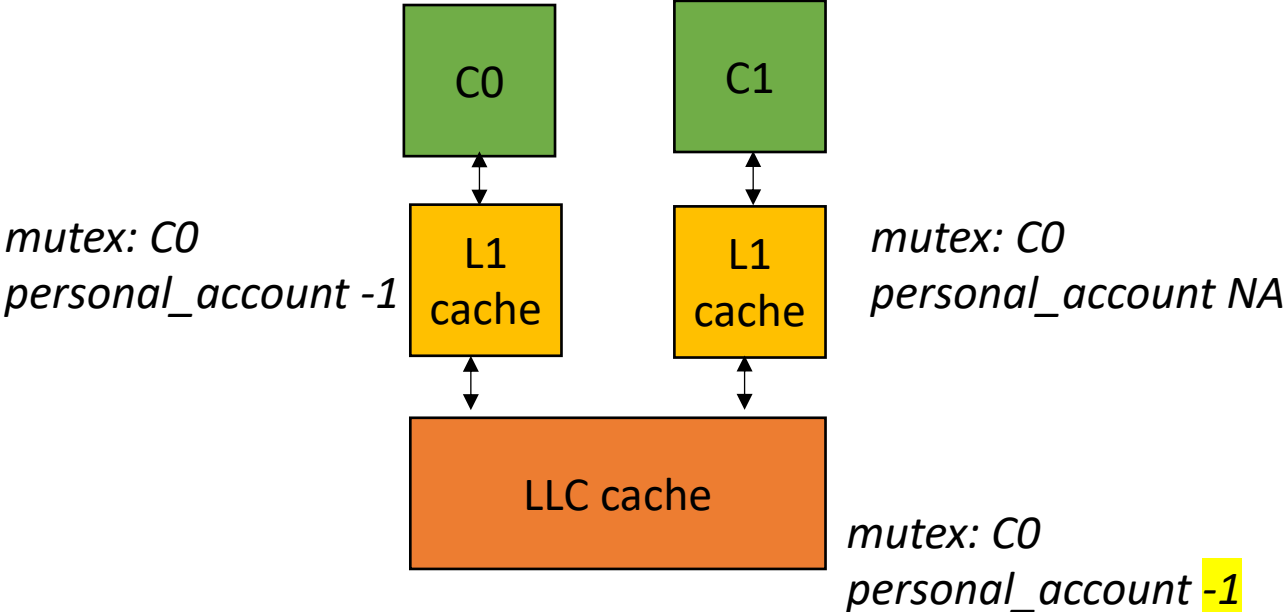 C0
C1
mutex: C0
personal_account -1
L1
cache
L1
cache
mutex: C0
personal_account NA
LLC cache
mutex: C0
personal_account -1